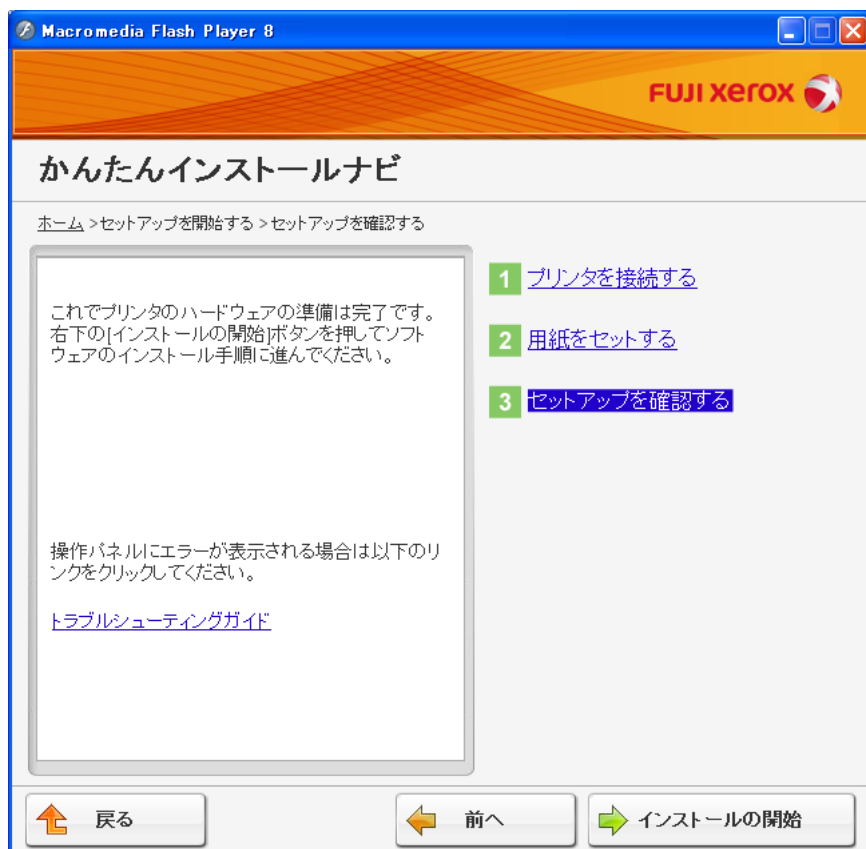 Macromedia Flash Player 8
FUJI xerox
かんたんインストールナビ
ホーム >セットアップを開始する >セットアップを確認する
これでプリンタのハードウェアの準備は完了です。
右下の[インストールの開始]ボタンを押してソフト
ウェアのインストール手順に進んでください。
操作パネルにエラーが表示される場合は以下のリ
ンクをクリックしてください。
トラブルシューティングガイド
1 プリンタを接続する
2 用紙をセットする
3 セットアップを確認する
戻る
前へ
インストールの開始